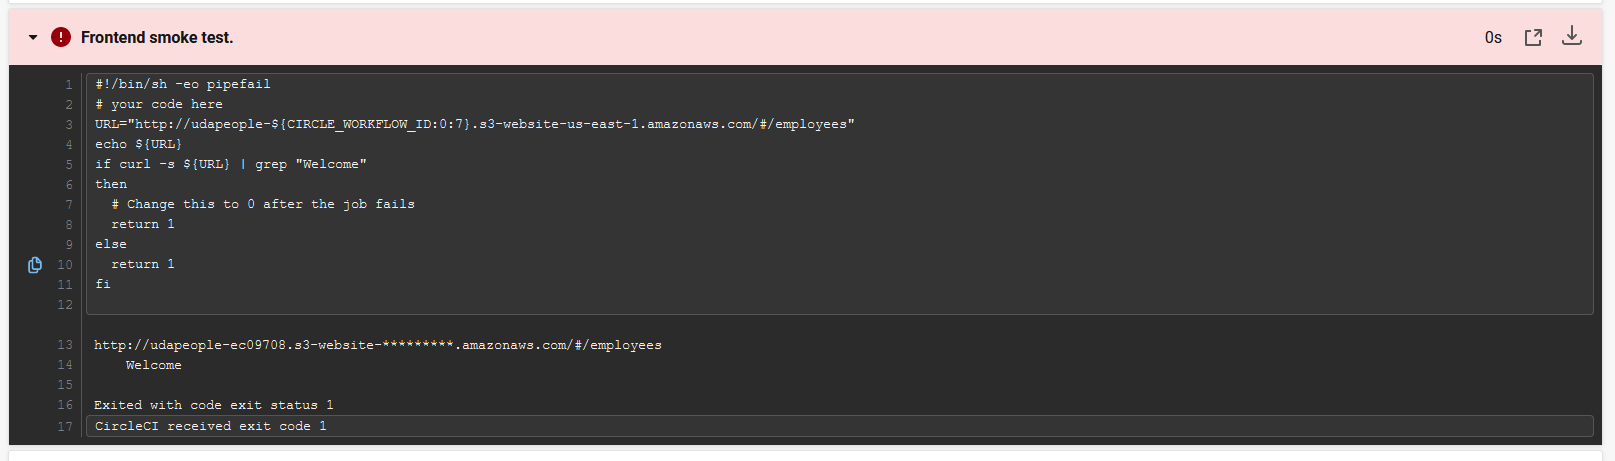 Frontend smoke test.
0s
1 #!/bin/sh -eo pipefail
2 # your code here
3 URL="http://udapeople-${CIRCLE_WORKFLOW_ID:0:7}.s3-website-us-east-1.amazonaws.com/#/employees"
4 echo ${URL}
5 if curl -s ${URL} | grep "Welcome"
6 then
7   # Change this to 0 after the job fails
8   return 1
9 else
10   return 1
11 fi
12
13 http://udapeople-ec09708.s3-website-*********.amazonaws.com/#/employees
14     Welcome
15
16 Exited with code exit status 1
17 CircleCI received exit code 1